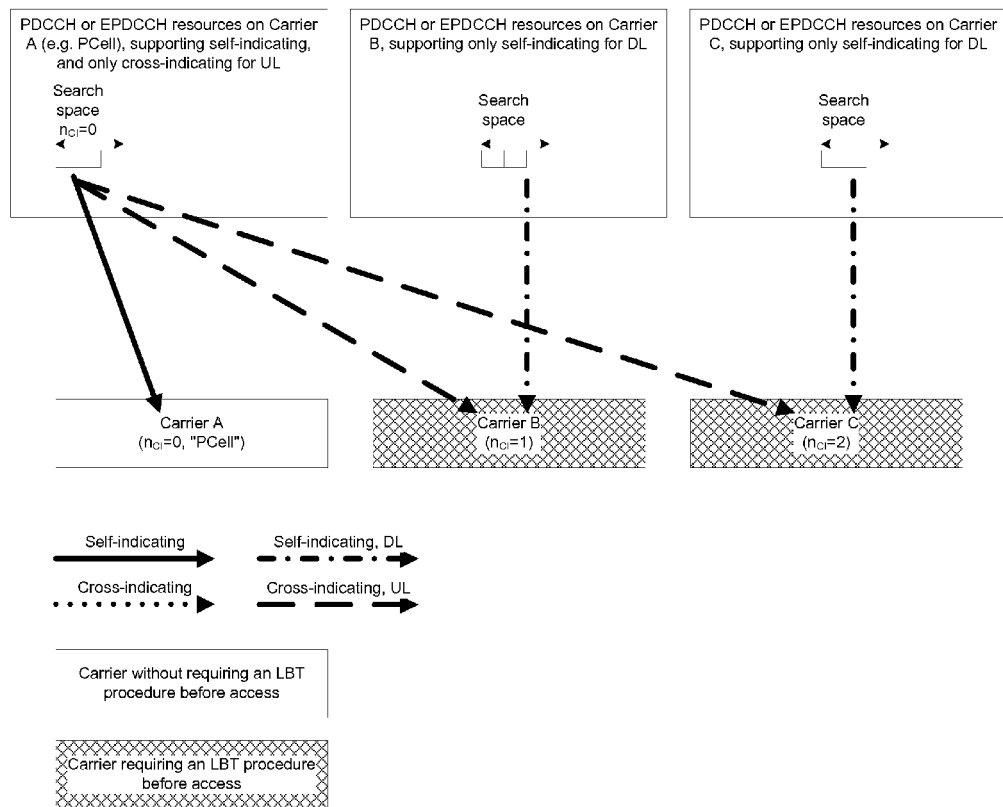 PDCCH or EPDCCH resources on Carrier
A (e.g. PCell), supporting self-indicating,
and only cross-indicating for UL
Search
space
nCI=0
PDCCH or EPDCCH resources on Carrier
B, supporting only self-indicating for DL
Search
space
PDCCH or EPDCCH resources on Carrier
C, supporting only self-indicating for DL
Search
space
Carrier A
(nCI=0, "PCell")
Carrier B
(nCI=1)
Carrier C
(nCI=2)
Self-indicating
Self-indicating, DL
Cross-indicating
Cross-indicating, UL
Carrier without requiring an LBT
procedure before access
Carrier requiring an LBT procedure
before access